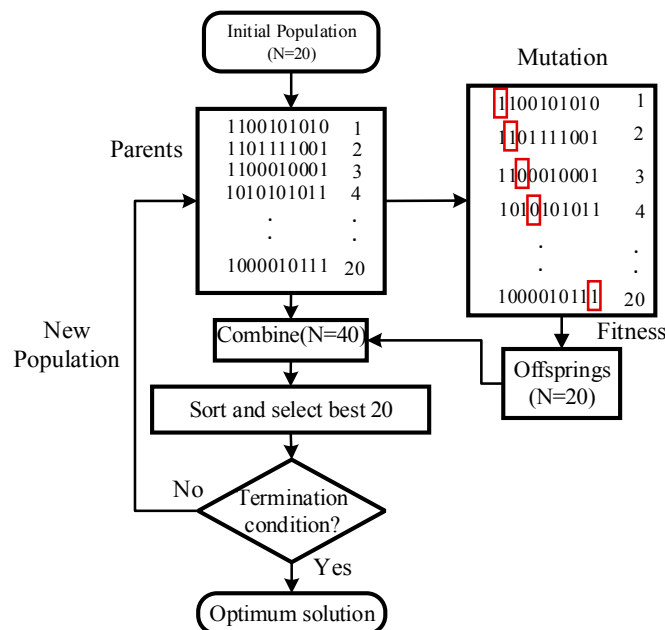 Initial Population
(N=20)
Mutation
Parents
1100101010 1
1101111001 2
1100010001 3
1010101011 4
. .
. .
1000010111 20
1100101010 1
1101111001 2
1100010001 3
1010101011 4
. .
. .
1000010111 20
New
Population
Combine(N=40)
Fitness
Offsprings
(N=20)
Sort and select best 20
No
Termination
condition?
Yes
Optimum solution